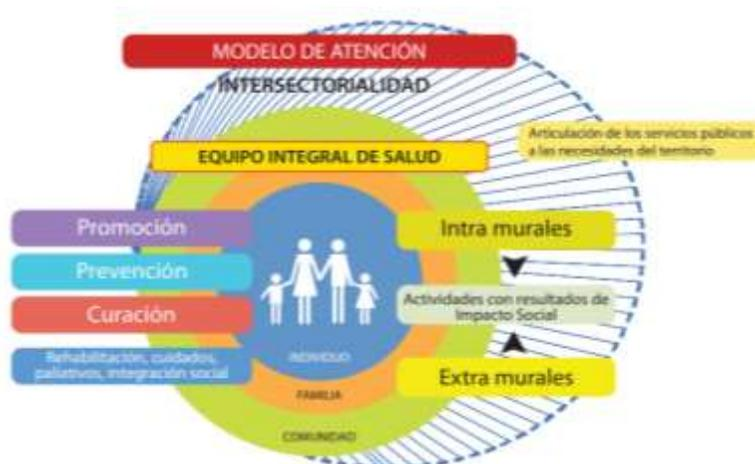 MODELO DE ATENCIÓN
INTERSECTORIALIDAD
Articulación de los servicios públicos
a las necesidades del territorio
EQUIPO INTEGRAL DE SALUD
Promoción
Prevención
Curación
Rehabilitación, cuidados,
paliativos, integración social
Intra murales
Actividades con resultados de
Impacto Social
Extra murales
INDIVIDUO
FAMILIA
COMUNIDAD